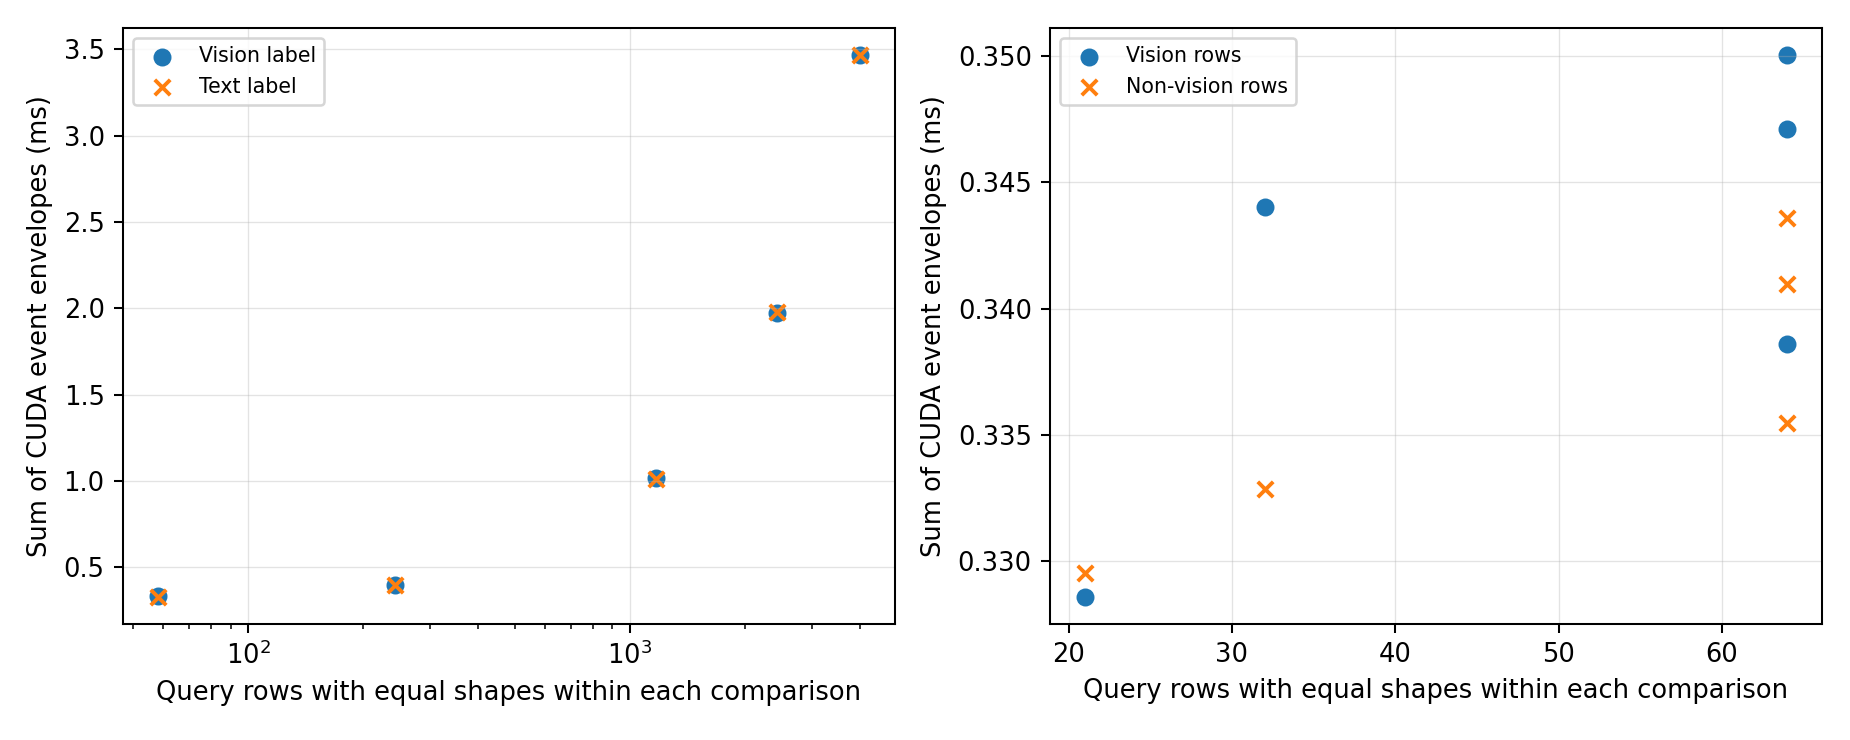 Sum of CUDA event envelopes (ms)
3.5
3.0
2.5
2.0
1.5
1.0
0.5
Vision label
Text label
10²
10³
Query rows with equal shapes within each comparison
Sum of CUDA event envelopes (ms)
0.350
0.345
0.340
0.335
0.330
Vision rows
Non-vision rows
20
30
40
50
60
Query rows with equal shapes within each comparison